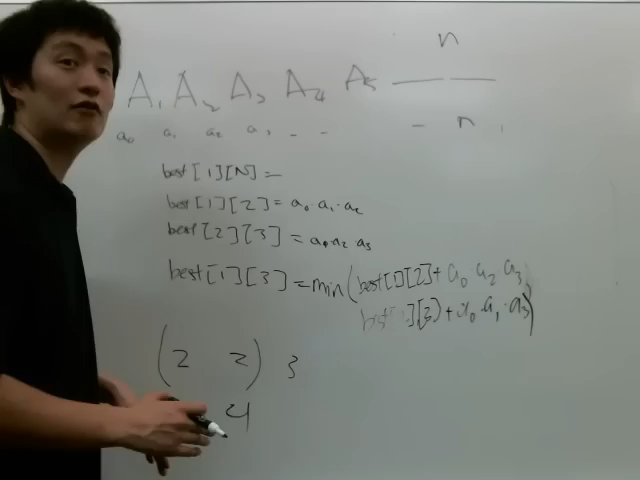 n
A₁ A₂ A₃ A₄ A₅ ——
a₀ a₁ a₂ a₃ - - - n
best[1][N]=
best[1][2]= a₀ a₁·a₂
best[2][3] = a₁a₂ a₃
best[1][3] = min(best[1][2]+ a₀ a₂ a₃
best[2][3]+a₀ a₁·a₃)
(2 2) 3
4